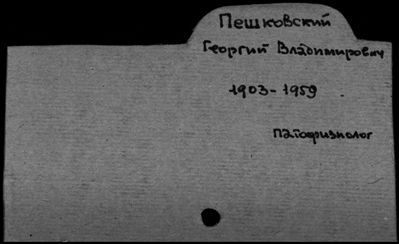 Пешковский
Георгий Владимирович
1903-1959
патофизиолог